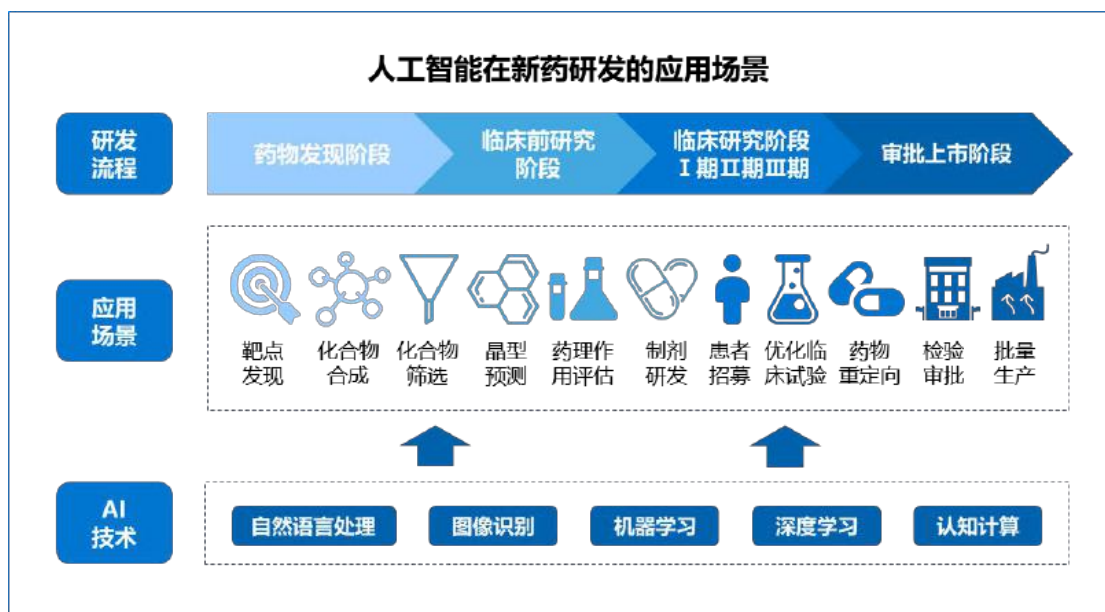 人工智能在新药研发的应用场景
研发
流程
药物发现阶段
临床前研究
阶段
临床研究阶段
Ⅰ期Ⅱ期Ⅲ期
审批上市阶段
应用
场景
靶点
发现
化合物
合成
化合物
筛选
晶型
预测
药理作
用评估
制剂
研发
患者
招募
优化临
床试验
药物
重定向
检验
审批
批量
生产
AI
技术
自然语言处理
图像识别
机器学习
深度学习
认知计算